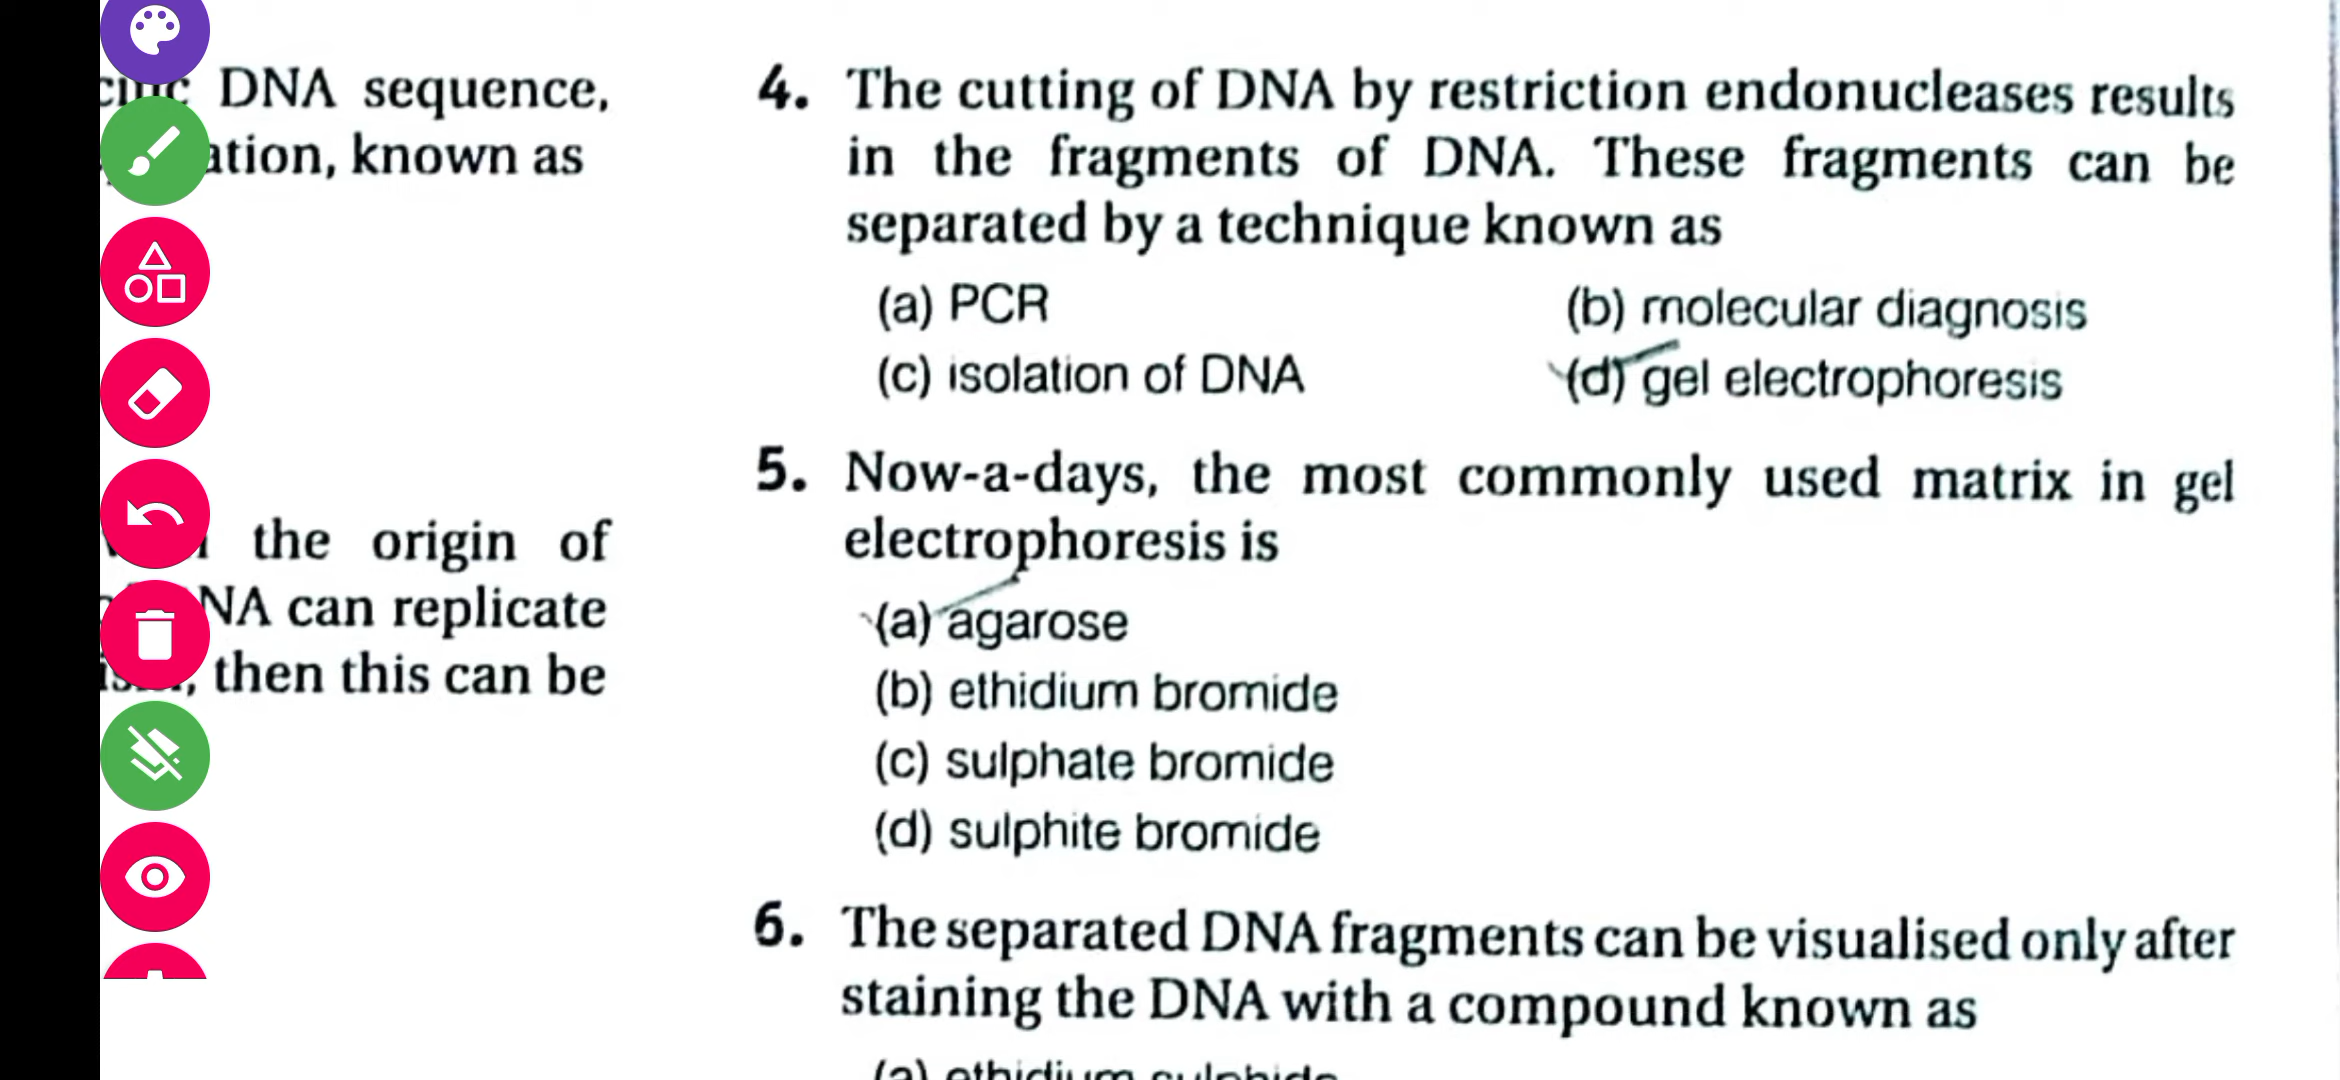 DNA sequence,
known as
the origin of
can replicate
then this can be
4. The cutting of DNA by restriction endonucleases results
in the fragments of DNA. These fragments can be
separated by a technique known as
(a) PCR
(b) molecular diagnosis
(c) isolation of DNA
(d) gel electrophoresis
5. Now-a-days, the most commonly used matrix in gel
electrophoresis is
(a) agarose
(b) ethidium bromide
(c) sulphate bromide
(d) sulphite bromide
6. The separated DNA fragments can be visualised only after
staining the DNA with a compound known as